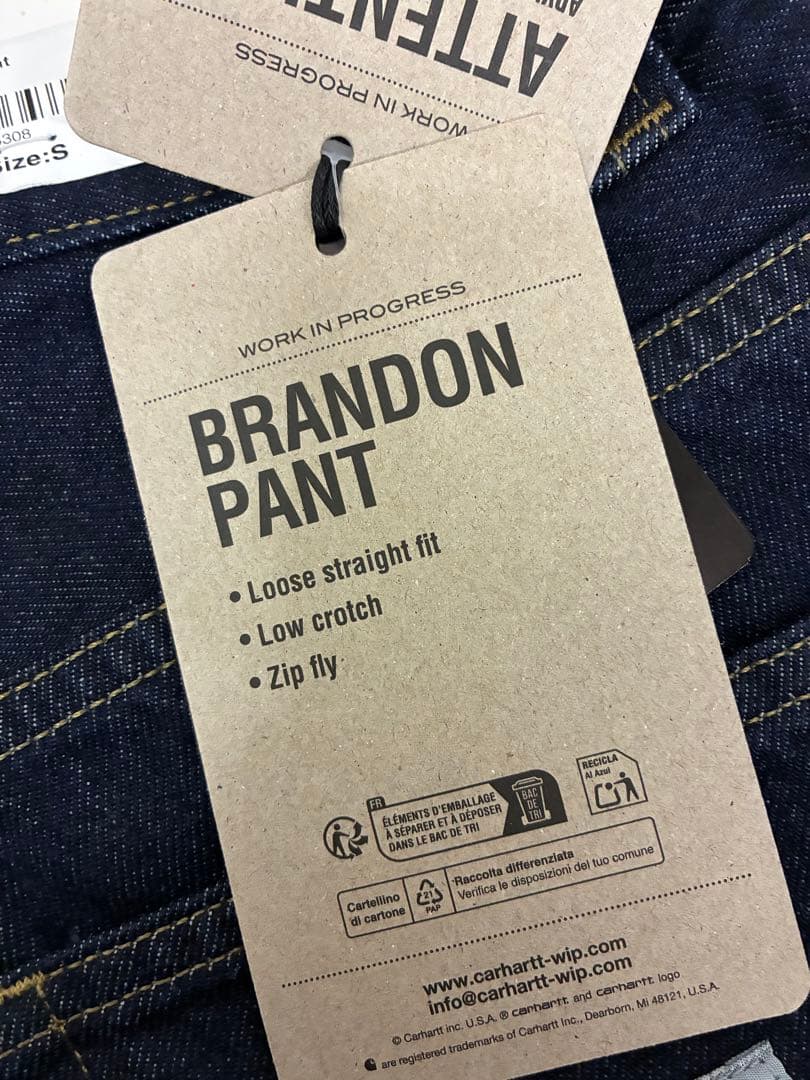 308
Size:S
ATTENTI
WORK IN PROGRESS
WORK IN PROGRESS
BRANDON
PANT
• Loose straight fit
• Low crotch
• Zip fly
FR
ÉLÉMENTS D'EMBALLAGE
À SÉPARER ET À DÉPOSER
DANS LE BAC DE TRI
BAC
DE
TRI
RECICLA
Al Azul
Cartellino
di cartone
21
PAP
Raccolta differenziata
Verifica le disposizioni del tuo comune
www.carhartt-wip.com
info@carhartt-wip.com
© Carhartt inc. U.S.A. ® carhartt and carhartt logo
are registered trademarks of Carhartt Inc., Dearborn, Mi 48121, U.S.A.